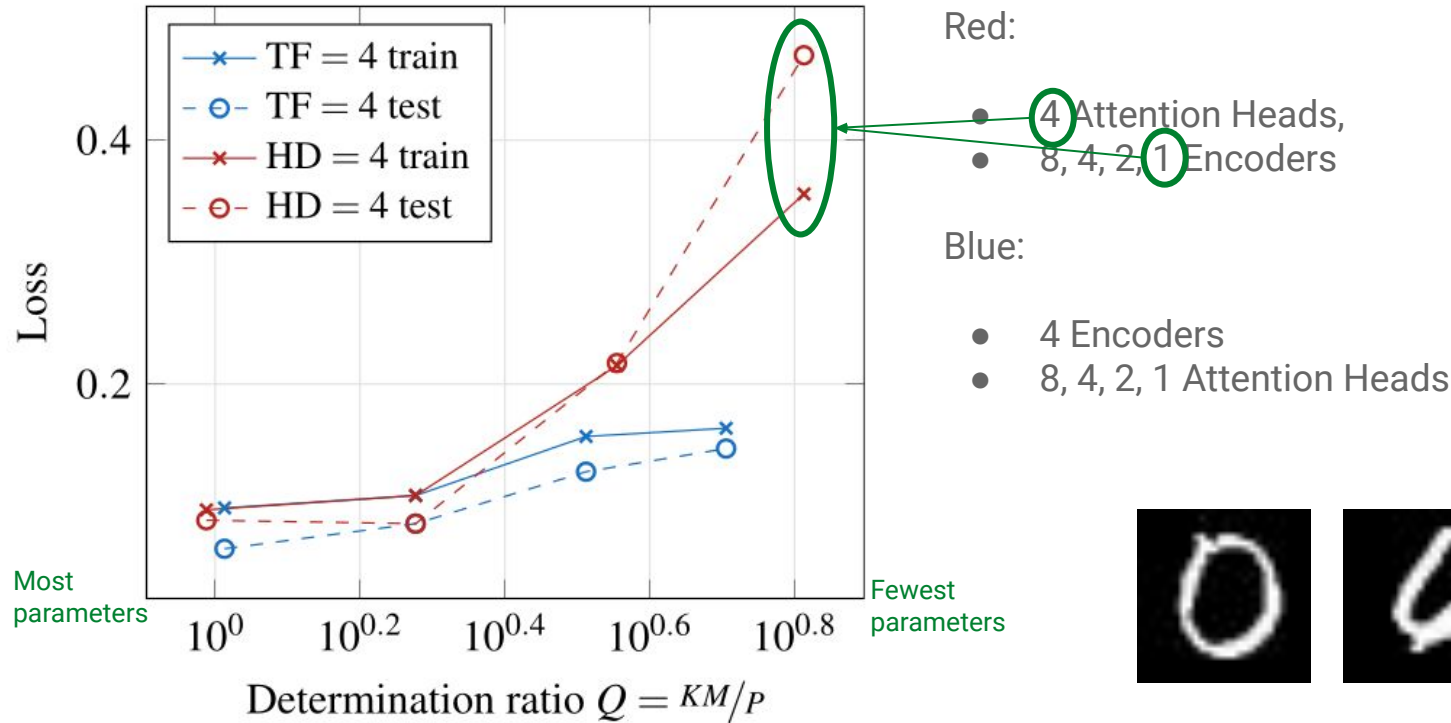 TF = 4 train
TF = 4 test
HD = 4 train
HD = 4 test
0.4
0.2
Loss
Most
parameters
Fewest
parameters
10^0 10^0.2 10^0.4 10^0.6 10^0.8
Determination ratio Q = KM/P
Red:
● 4 Attention Heads,
● 8, 4, 2, 1 Encoders
Blue:
● 4 Encoders
● 8, 4, 2, 1 Attention Heads